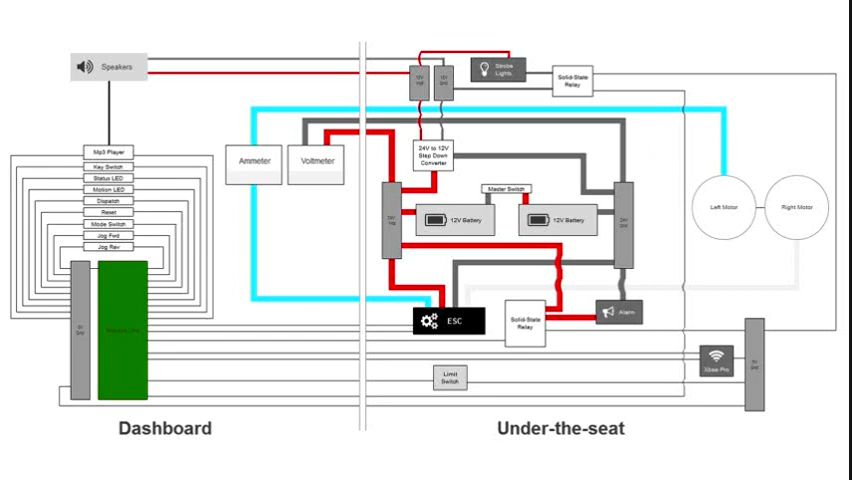 Speakers
Strobe
Lights
Solid-State
Relay
Mp3 Player
Key Switch
Status LED
Motion LED
Dispatch
Reset
Mode Switch
Jog Fwd
Jog Rev
Ammeter
Voltmeter
24V to 12V
Step Down
Converter
Master Switch
12V Battery
12V Battery
Left Motor
Right Motor
ESC
Solid-State
Relay
Alarm
Limit
Switch
Xbee Pro
Dashboard
Under-the-seat